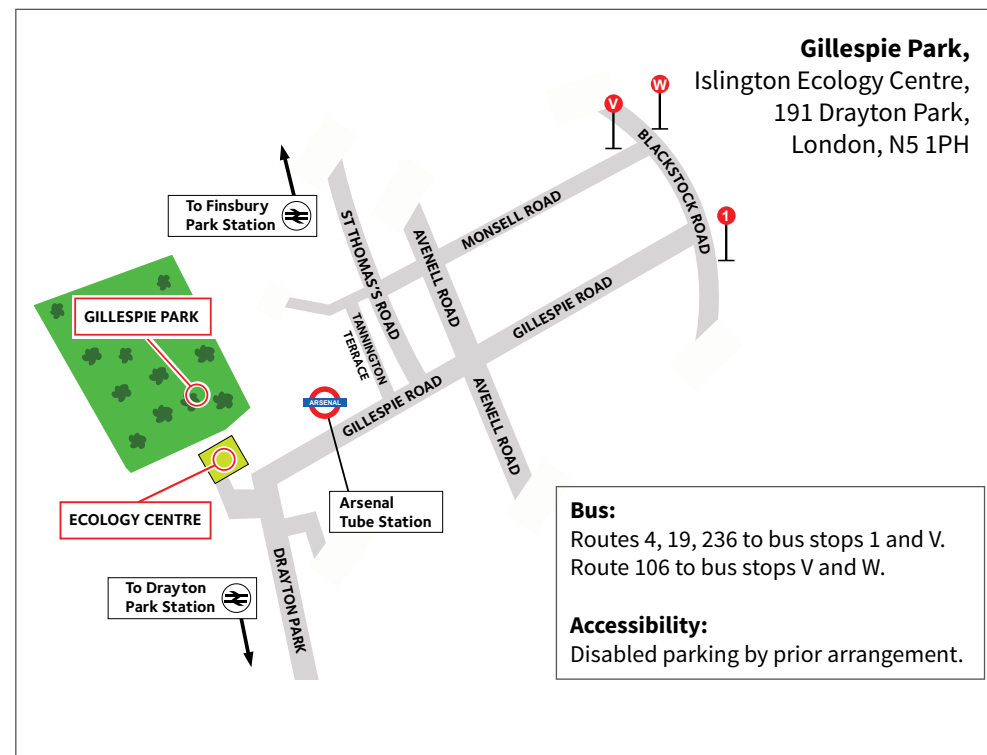 Gillespie Park,
Islington Ecology Centre,
191 Drayton Park,
London, N5 1PH
W
V
BLACKSTOCK ROAD
1
To Finsbury
Park Station
ST THOMAS'S ROAD
AVENELL ROAD
MONSELL ROAD
GILLESPIE ROAD
GILLESPIE PARK
TANNINGTON
TERRACE
ARSENAL
GILLESPIE ROAD
AVENELL ROAD
ECOLOGY CENTRE
Arsenal
Tube Station
DRAYTON PARK
To Drayton
Park Station
Bus:
Routes 4, 19, 236 to bus stops 1 and V.
Route 106 to bus stops V and W.
Accessibility:
Disabled parking by prior arrangement.